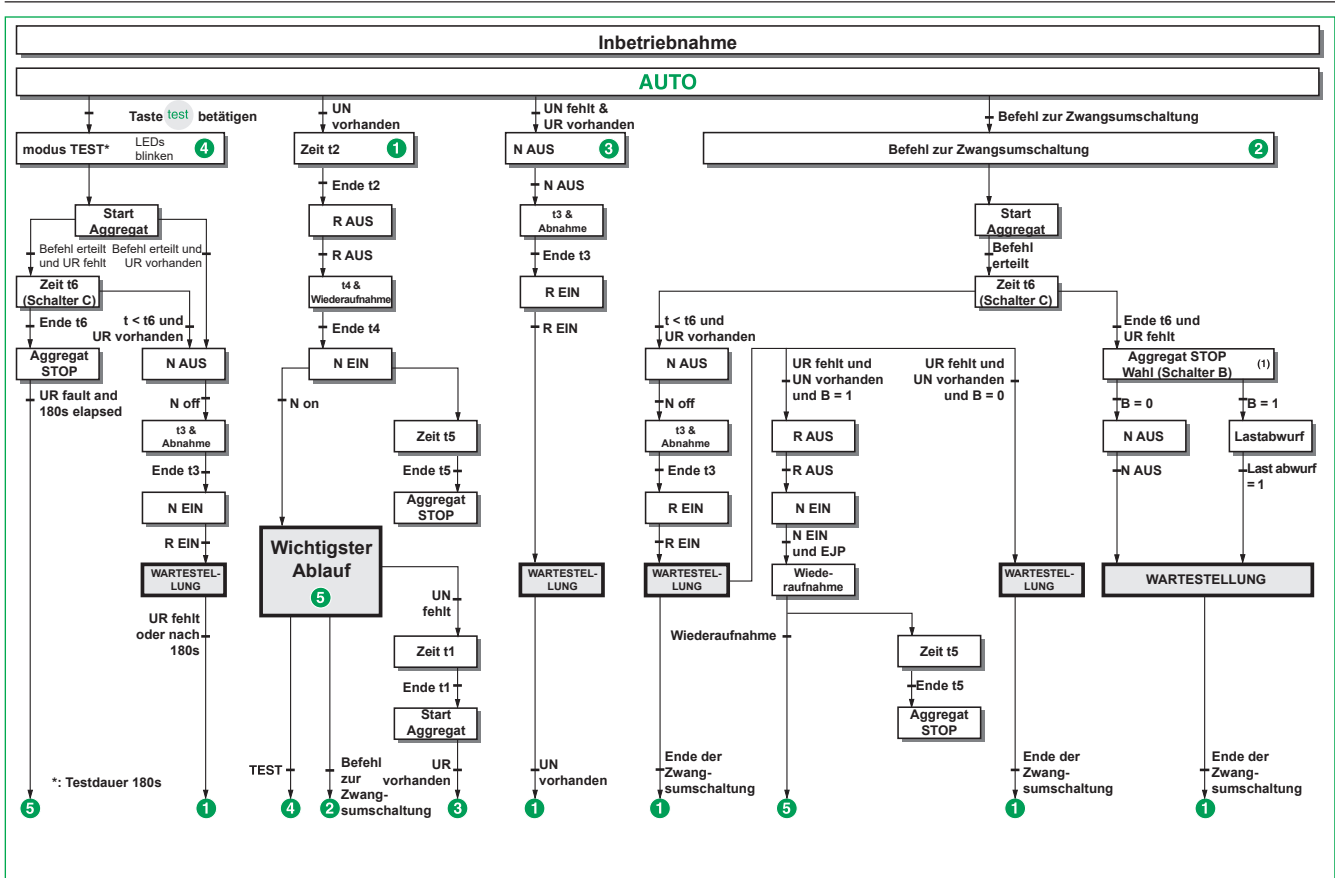 Inbetriebnahme
AUTO
Taste test betätigen
UN
vorhanden
UN fehlt &
UR vorhanden
Befehl zur Zwangsumschaltung
modus TEST*
LEDs
blinken
4
Zeit t2
1
N AUS
3
Befehl zur Zwangsumschaltung
2
Start
Aggregat
Befehl erteilt
und UR fehlt
Befehl erteilt und
UR vorhanden
Zeit t6
(Schalter C)
Ende t6
t < t6 und
UR vorhanden
Aggregat
STOP
UR fault and
180s elapsed
N AUS
N off
t3 &
Abnahme
Ende t3
N EIN
R EIN
WARTESTEL-
LUNG
UR fehlt
oder nach
180s
*: Testdauer 180s
5
1
Ende t2
R AUS
R AUS
t4 &
Wiederaufnahme
Ende t4
N EIN
N on
Zeit t5
Ende t5
Aggregat
STOP
Wichtigster
Ablauf
5
UN
fehlt
Zeit t1
Ende t1
Start
Aggregat
TEST
Befehl
zur
Zwang-
sumschaltung
UR
vorhanden
4
2
3
N AUS
t3 &
Abnahme
Ende t3
R EIN
R EIN
WARTESTEL-
LUNG
UN
vorhanden
1
Start
Aggregat
Befehl
erteilt
Zeit t6
(Schalter C)
t < t6 und
UR vorhanden
N AUS
N off
t3 &
Abnahme
Ende t3
R EIN
R EIN
WARTESTEL-
LUNG
Ende der
Zwang-
sumschaltung
1
UR fehlt und
UN vorhanden
und B = 1
R AUS
R AUS
N EIN
N EIN
und EJP
Wiede-
raufnahme
Wiederaufnahme
Zeit t5
Ende t5
Aggregat
STOP
5
UR fehlt und
UN vorhanden
und B = 0
WARTESTEL-
LUNG
Ende der
Zwang-
sumschaltung
1
Ende t6 und
UR fehlt
Aggregat STOP
Wahl (Schalter B)
(1)
B = 0
B = 1
N AUS
Lastabwurf
N AUS
Last abwurf
= 1
WARTESTELLUNG
Ende der
Zwang-
sumschaltung
1